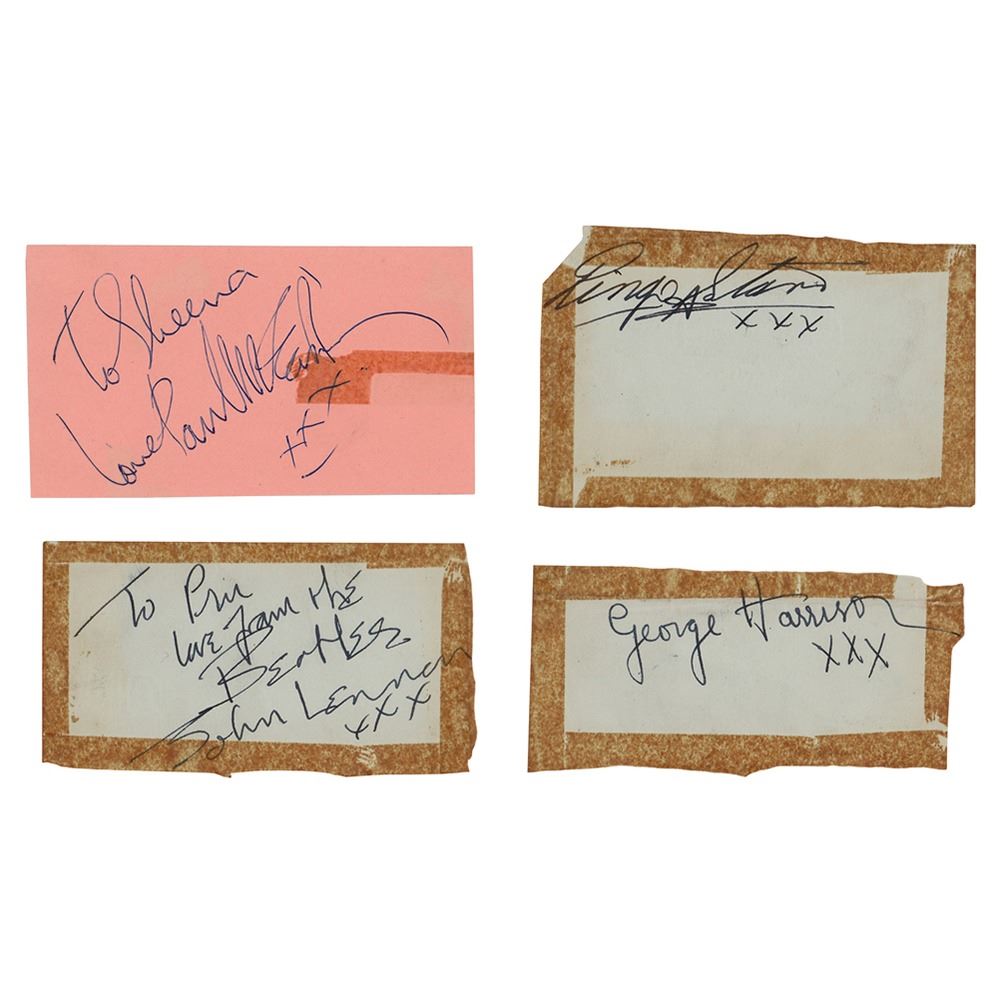 To Sheena
Love Paul McCartney
xxx
Ringo Starr
xxx
To Pru
love from the
Beatles
John Lennon
xxx
George Harrison
xxx